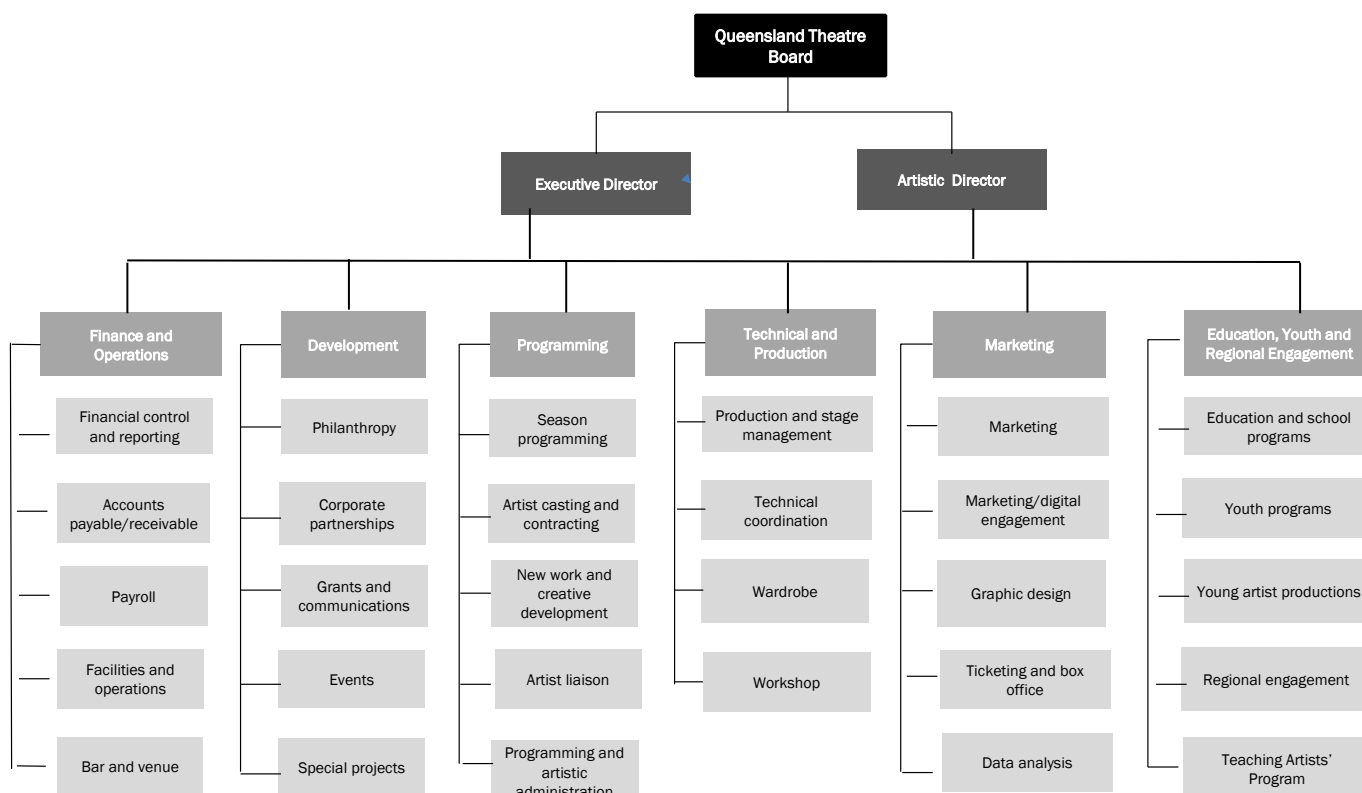 Queensland Theatre
Board
Executive Director
Artistic Director
Finance and
Operations
Financial control
and reporting
Accounts
payable/receivable
Payroll
Facilities and
operations
Bar and venue
Development
Philanthropy
Corporate
partnerships
Grants and
communications
Events
Special projects
Programming
Season
programming
Artist casting and
contracting
New work and
creative
development
Artist liaison
Programming and
artistic
administration
Technical and
Production
Production and stage
management
Technical
coordination
Wardrobe
Workshop
Marketing
Marketing
Marketing/digital
engagement
Graphic design
Ticketing and box
office
Data analysis
Education, Youth and
Regional Engagement
Education and school
programs
Youth programs
Young artist productions
Regional engagement
Teaching Artists’
Program